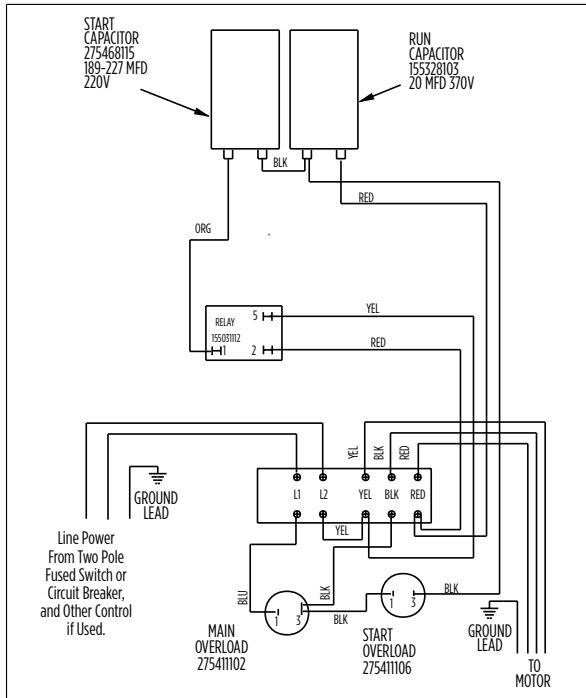 START
CAPACITOR
275468115
189-227 MFD
220V
RUN
CAPACITOR
155328103
20 MFD 370V
BLK
RED
ORG
YEL
5
RELAY
155031112
1
2
RED
YEL
BLK
RED
GROUND
LEAD
L1 L2 YEL BLK RED
YEL
Line Power
From Two Pole
Fused Switch or
Circuit Breaker,
and Other Control
if Used.
BLU
BLK
1 3
BLK
1 3
BLK
MAIN
OVERLOAD
275411102
START
OVERLOAD
275411106
GROUND
LEAD
TO
MOTOR